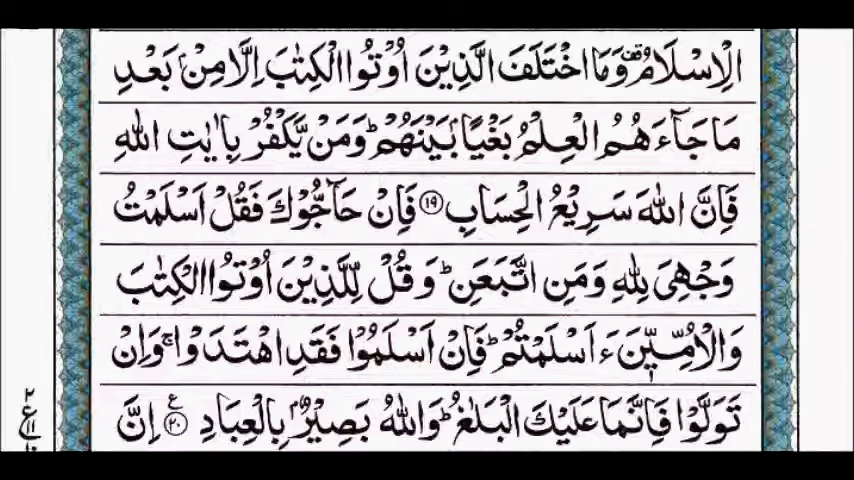 الْاِسْلَامُ ۫ وَمَا اخْتَلَفَ الَّذِیْنَ اُوْتُوا الْكِتٰبَ اِلَّا مِنْۢ بَعْدِ
مَا جَآءَهُمُ الْعِلْمُ بَغْیًۢا بَیْنَهُمْ ؕ وَمَنْ یَّكْفُرْ بِاٰیٰتِ اللّٰهِ
فَاِنَّ اللّٰهَ سَرِیْعُ الْحِسَابِ ۝۱۹ فَاِنْ حَآجُّوْكَ فَقُلْ اَسْلَمْتُ
وَجْهِیَ لِلّٰهِ وَمَنِ اتَّبَعَنِ ؕ وَقُلْ لِّلَّذِیْنَ اُوْتُوا الْكِتٰبَ
وَالْاُمِّیّٖنَ ءَاَسْلَمْتُمْ ؕ فَاِنْ اَسْلَمُوْا فَقَدِ اهْتَدَوْا ۚ وَاِنْ
تَوَلَّوْا فَاِنَّمَا عَلَیْكَ الْبَلٰغُ ؕ وَاللّٰهُ بَصِیْرٌۢ بِالْعِبَادِ ۝۲۰ ع اِنَّ